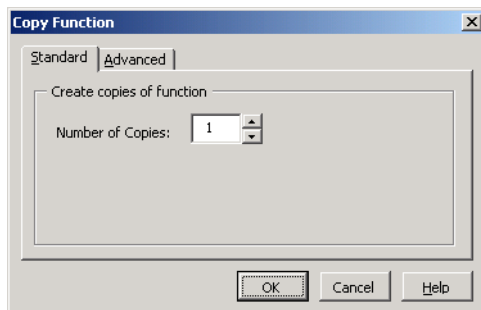 Copy Function
Standard Advanced
Create copies of function
Number of Copies: 1
OK Cancel Help